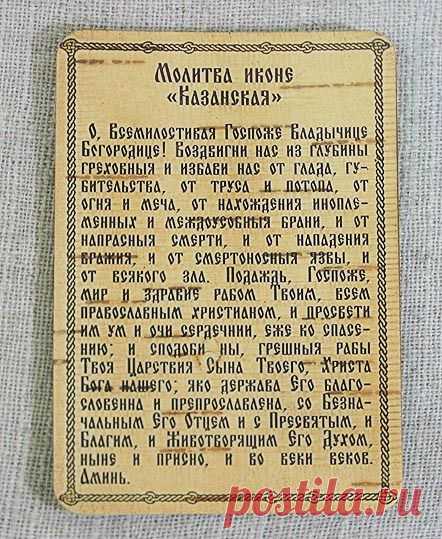 Молитва иконе
«Казанская»
О, Всемилостивая Госпоже Владычице
Богородице! Воздвигни нас из глубины
греховныя и избави нас от глада, гу-
бительства, от труса и потопа, от
огня и меча, от нахождения инопле-
менных и междоусобныя брани, и от
напрасныя смерти, и от нападения
вражия, и от смертоносныя язвы, и
от всякого зла. Подаждь, Госпоже,
мир и здравие рабом Твоим, всем
православным христианом, и просвети
им ум и очи сердечнии, еже ко спасе-
нию; и сподоби ны, грешныя рабы
Твоя Царствия Сына Твоего, Христа
Бога нашего; яко держава Его благо-
словенна и препрославлена, со Безна-
чальным Его Отцем и с Пресвятым, и
Благим, и Животворящим Его Духом,
ныне и присно, и во веки веков.
Аминь.
postila.ru